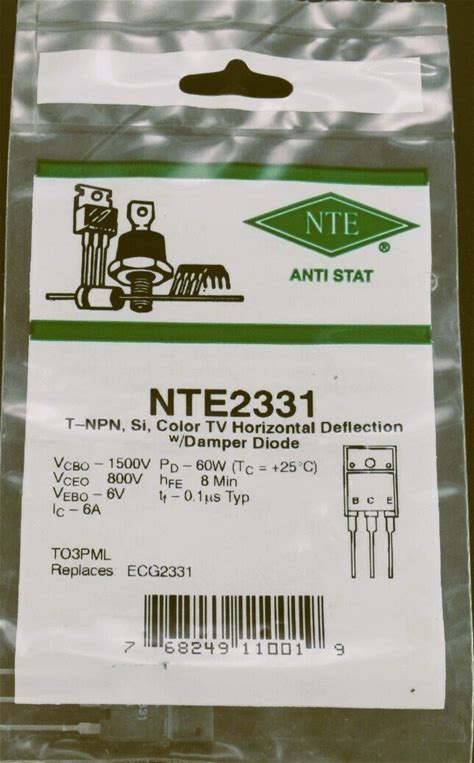 NTE ®
ANTI STAT
NTE2331
T–NPN, Si, Color TV Horizontal Deflection
w/Damper Diode
VCBO – 1500V PD – 60W (TC = +25°C)
VCEO 800V hFE 8 Min
VEBO – 6V tf – 0.1µs Typ
IC – 6A
B C E
TO3PML
Replaces ECG2331
7 68249 11001 9